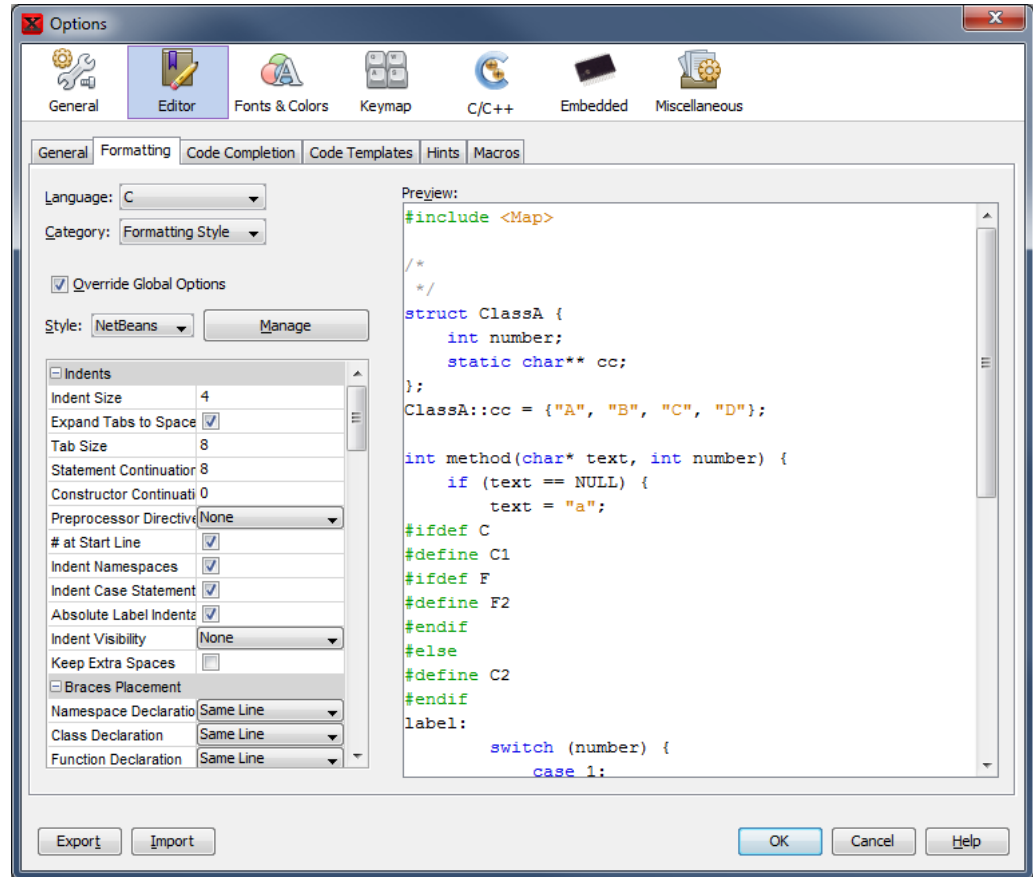 Options
General Editor Fonts & Colors Keymap C/C++ Embedded Miscellaneous
General Formatting Code Completion Code Templates Hints Macros
Language: C
Category: Formatting Style
Override Global Options
Style: NetBeans Manage
Indents
Indent Size 4
Expand Tabs to Space
Tab Size 8
Statement Continuation 8
Constructor Continuati 0
Preprocessor Directive None
# at Start Line
Indent Namespaces
Indent Case Statement
Absolute Label Indenta
Indent Visibility None
Keep Extra Spaces
Braces Placement
Namespace Declaratio Same Line
Class Declaration Same Line
Function Declaration Same Line
Preview:
#include <Map>
/*
*/
struct ClassA {
int number;
static char** cc;
};
ClassA::cc = {"A", "B", "C", "D"};
int method(char* text, int number) {
if (text == NULL) {
text = "a";
#ifdef C
#define C1
#ifdef F
#define F2
#endif
#else
#define C2
#endif
label:
switch (number) {
case 1:
Export Import OK Cancel Help